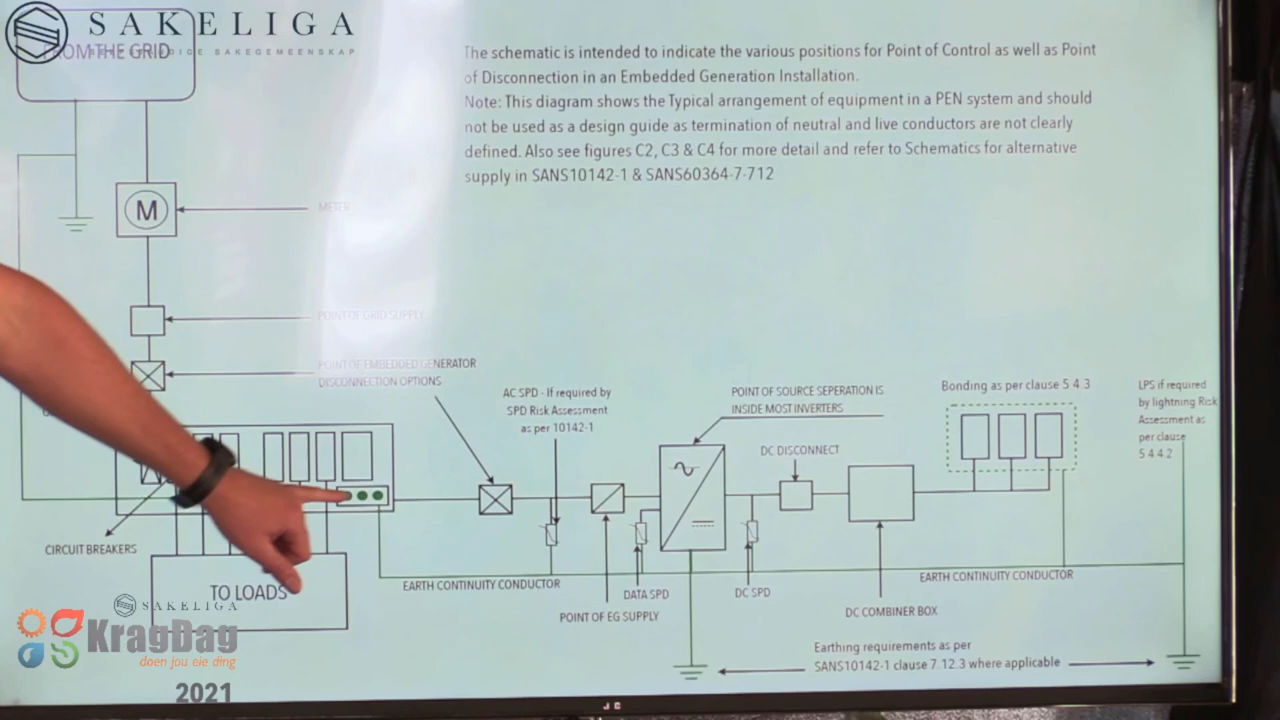 SAKELIGA
FROM THE GRID
The schematic is intended to indicate the various positions for Point of Control as well as Point
of Disconnection in an Embedded Generation Installation.
Note: This diagram shows the Typical arrangement of equipment in a PEN system and should
not be used as a design guide as termination of neutral and live conductors are not clearly
defined. Also see figures C2, C3 & C4 for more detail and refer to Schematics for alternative
supply in SANS10142-1 & SANS60364-7-712
M
METER
POINT OF GRID SUPPLY
POINT OF EMBEDDED GENERATOR
DISCONNECTION OPTIONS
AC SPD - If required by
SPD Risk Assessment
as per 10142-1
POINT OF SOURCE SEPERATION IS
INSIDE MOST INVERTERS
DC DISCONNECT
Bonding as per clause 5 4 3
LPS if required
by lightning Risk
Assessment as
per clause
5 4 4 2
CIRCUIT BREAKERS
TO LOADS
EARTH CONTINUITY CONDUCTOR
DATA SPD
POINT OF EG SUPPLY
DC SPD
DC COMBINER BOX
EARTH CONTINUITY CONDUCTOR
Earthing requirements as per
SANS10142-1 clause 7.12.3 where applicable
SAKELIGA
KragDag
doen jou eie ding
2021
JVC